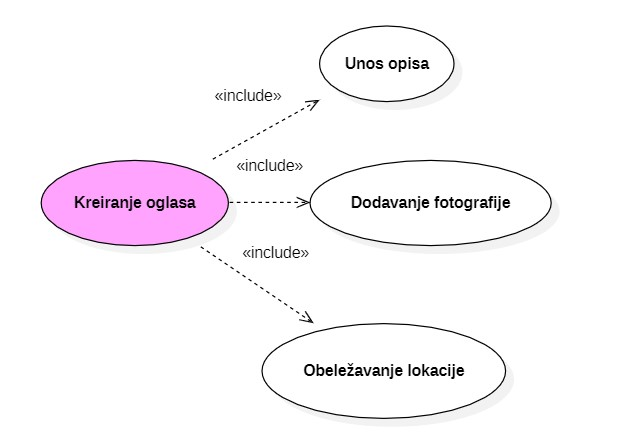 Unos opisa
«include»
«include»
Kreiranje oglasa
Dodavanje fotografije
«include»
Obeležavanje lokacije